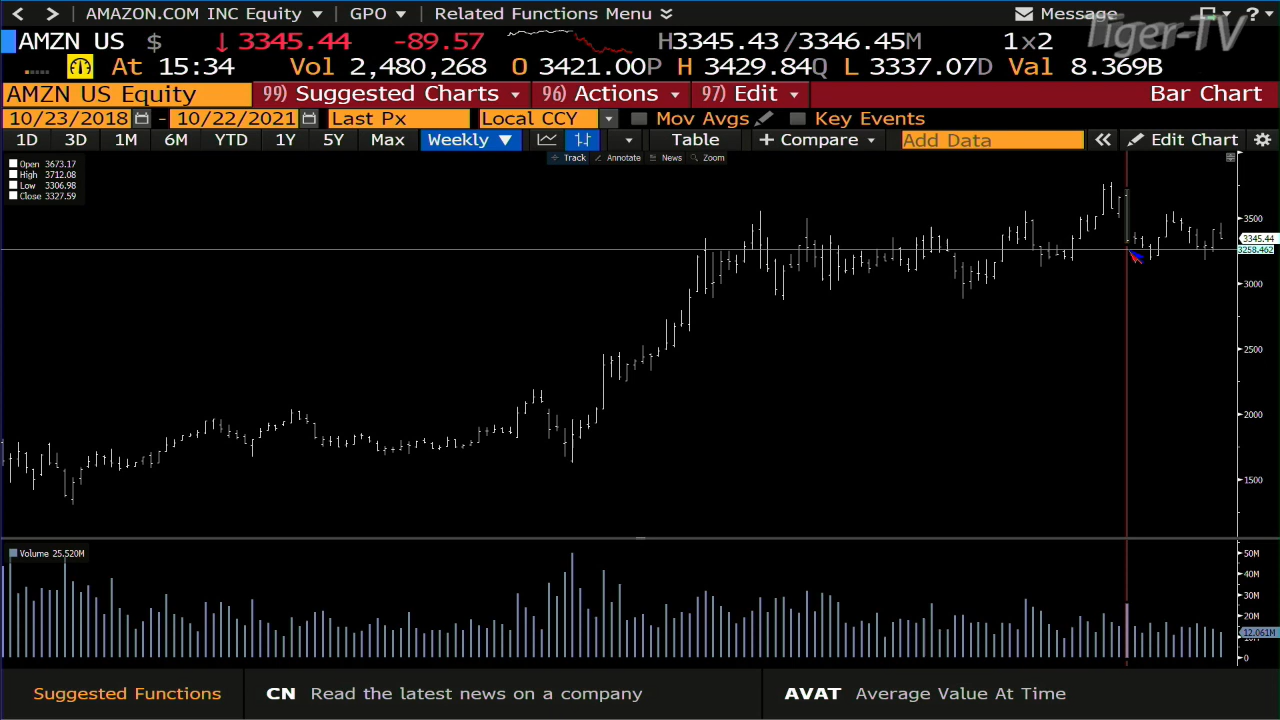 AMAZON.COM INC Equity GPO Related Functions Menu Message ?
Tiger-TV
AMZN US $ 3345.44 -89.57 H3345.43 /3346.45M 1×2
At 15:34 Vol 2,480,268 O 3421.00P H 3429.84Q L 3337.07D Val 8.369B
AMZN US Equity 99) Suggested Charts 96) Actions 97) Edit Bar Chart
10/23/2018 - 10/22/2021 Last Px Local CCY Mov Avgs Key Events
1D 3D 1M 6M YTD 1Y 5Y Max Weekly Table + Compare Add Data Edit Chart
Track Annotate News Zoom
Open 3673.17
High 3712.08
Low 3306.98
Close 3327.59
3500
3345.44
3258.462
3000
2500
2000
1500
Volume 25.520M
50M
40M
30M
20M
12.061M
0
Suggested Functions CN Read the latest news on a company AVAT Average Value At Time